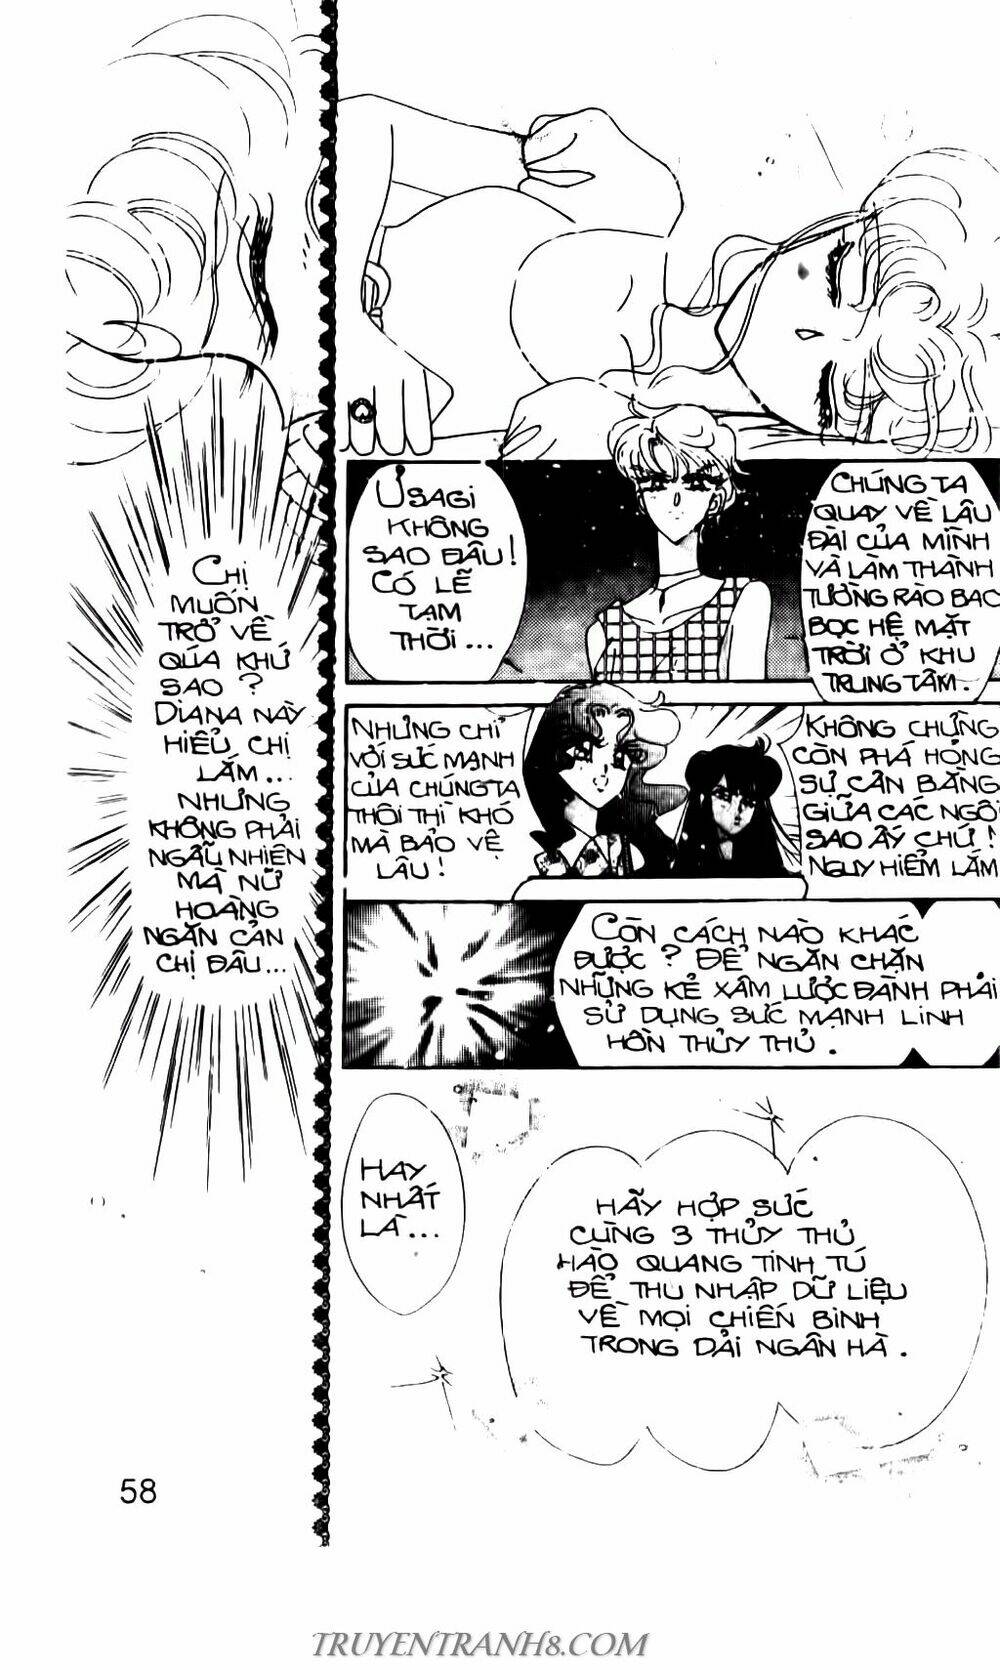 CHÚNG TA
QUAY VỀ LÂU
ĐÀI CỦA MÌNH
VÀ LÀM THÀNH
TƯỜNG RÀO BAO
BỌC HỆ MẶT
TRỜI Ở KHU
TRUNG TÂM.
USAGI
KHÔNG
SAO ĐÂU!
CÓ LẼ
TẠM
THỜI...
KHÔNG CHỪNG
CÒN PHÁ HỎNG
SỰ CÂN BẰNG
GIỮA CÁC NGÔI
SAO ẤY CHỨ!
NGUY HIỂM LẮM
NHƯNG CHỈ
VỚI SỨC MẠNH
CỦA CHÚNG TA
THÔI THÌ KHÓ
MÀ BẢO VỆ
LÂU!
CÒN CÁCH NÀO KHÁC
ĐƯỢC? ĐỂ NGĂN CHẶN
NHỮNG KẺ XÂM LƯỢC ĐÀNH PHẢI
SỬ DỤNG SỨC MẠNH LINH
HỒN THỦY THỦ.
HAY
NHẤT
LÀ...
HÃY HỢP SỨC
CÙNG 3 THỦY THỦ
HÀO QUANG TINH TÚ
ĐỂ THU NHẬP DỮ LIỆU
VỀ MỌI CHIẾN BINH
TRONG DẢI NGÂN HÀ.
CHỊ
MUỐN
TRỞ VỀ
QÚA KHỨ
SAO?
DIANA NÀY
HIỂU CHỊ
LẮM...
NHƯNG
KHÔNG PHẢI
NGẪU NHIÊN
MÀ NỮ
HOÀNG
NGĂN CẢN
CHỊ ĐÂU...
58
TRUYENTRANH8.COM